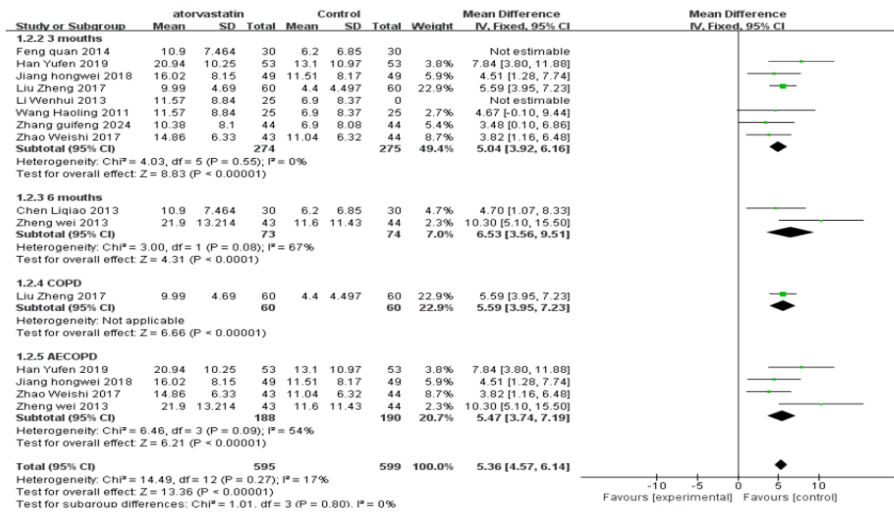 atorvastatin Control Mean Difference Mean Difference
Study or Subgroup Mean SD Total Mean SD Total Weight IV, Fixed, 95% CI IV, Fixed, 95% CI
1.2.2 3 mouths
Feng quan 2014 10.9 7.464 30 6.2 6.85 30 Not estimable
Han Yufen 2019 20.94 10.25 53 13.1 10.97 53 3.8% 7.84 [3.80, 11.88]
Jiang hongwei 2018 16.02 8.15 49 11.51 8.17 49 5.9% 4.51 [1.28, 7.74]
Liu Zheng 2017 9.99 4.69 60 4.4 4.497 60 22.9% 5.59 [3.95, 7.23]
Li Wenhui 2013 11.57 8.84 25 6.9 8.37 0 Not estimable
Wang Haoling 2011 11.57 8.84 25 6.9 8.37 25 2.7% 4.67 [-0.10, 9.44]
Zhang guifeng 2024 10.38 8.1 44 6.9 8.08 44 5.4% 3.48 [0.10, 6.86]
Zhao Weishi 2017 14.86 6.33 43 11.04 6.32 44 8.7% 3.82 [1.16, 6.48]
Subtotal (95% CI) 274 275 49.4% 5.04 [3.92, 6.16]
Heterogeneity: Chi² = 4.03, df = 5 (P = 0.55); I² = 0%
Test for overall effect: Z = 8.83 (P < 0.00001)
1.2.3 6 mouths
Chen Liqiao 2013 10.9 7.464 30 6.2 6.85 30 4.7% 4.70 [1.07, 8.33]
Zheng wei 2013 21.9 13.214 43 11.6 11.43 44 2.3% 10.30 [5.10, 15.50]
Subtotal (95% CI) 73 74 7.0% 6.53 [3.56, 9.51]
Heterogeneity: Chi² = 3.00, df = 1 (P = 0.08); I² = 67%
Test for overall effect: Z = 4.31 (P < 0.0001)
1.2.4 COPD
Liu Zheng 2017 9.99 4.69 60 4.4 4.497 60 22.9% 5.59 [3.95, 7.23]
Subtotal (95% CI) 60 60 22.9% 5.59 [3.95, 7.23]
Heterogeneity: Not applicable
Test for overall effect: Z = 6.66 (P < 0.00001)
1.2.5 AECOPD
Han Yufen 2019 20.94 10.25 53 13.1 10.97 53 3.8% 7.84 [3.80, 11.88]
Jiang hongwei 2018 16.02 8.15 49 11.51 8.17 49 5.9% 4.51 [1.28, 7.74]
Zhao Weishi 2017 14.86 6.33 43 11.04 6.32 44 8.7% 3.82 [1.16, 6.48]
Zheng wei 2013 21.9 13.214 43 11.6 11.43 44 2.3% 10.30 [5.10, 15.50]
Subtotal (95% CI) 188 190 20.7% 5.47 [3.74, 7.19]
Heterogeneity: Chi² = 6.46, df = 3 (P = 0.09); I² = 54%
Test for overall effect: Z = 6.21 (P < 0.00001)
Total (95% CI) 595 599 100.0% 5.36 [4.57, 6.14]
Heterogeneity: Chi² = 14.49, df = 12 (P = 0.27); I² = 17%
Test for overall effect: Z = 13.36 (P < 0.00001)
Test for subgroup differences: Chi² = 1.01, df = 3 (P = 0.80), I² = 0%
-10 -5 0 5 10
Favours [experimental] Favours [control]